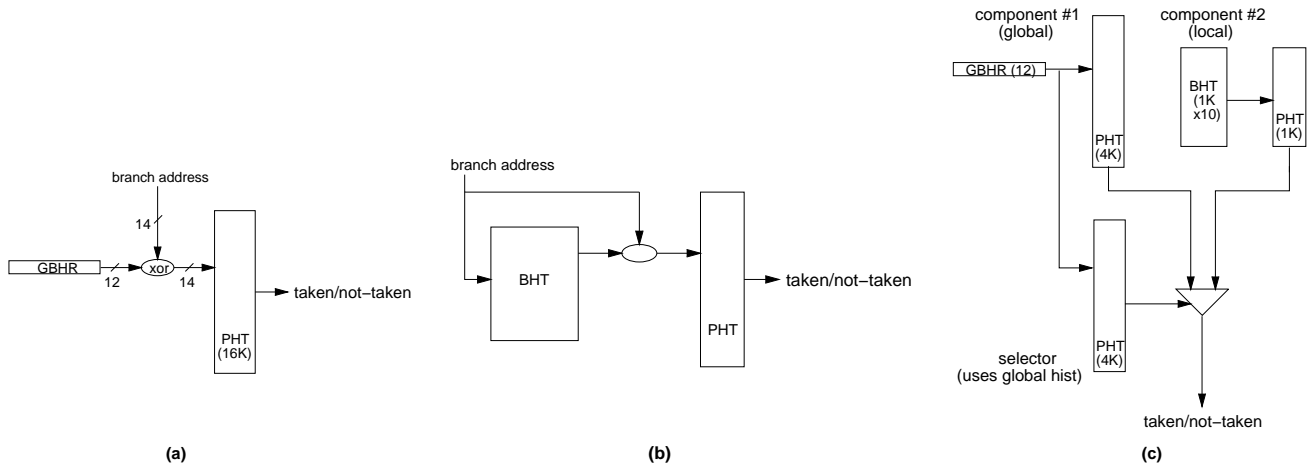 branch address
14
GBHR
12
xor
14
PHT
(16K)
taken/not−taken
(a)
branch address
BHT
PHT
taken/not−taken
(b)
component #1
(global)
component #2
(local)
GBHR (12)
PHT
(4K)
BHT
(1K
x10)
PHT
(1K)
selector
(uses global hist)
PHT
(4K)
taken/not−taken
(c)